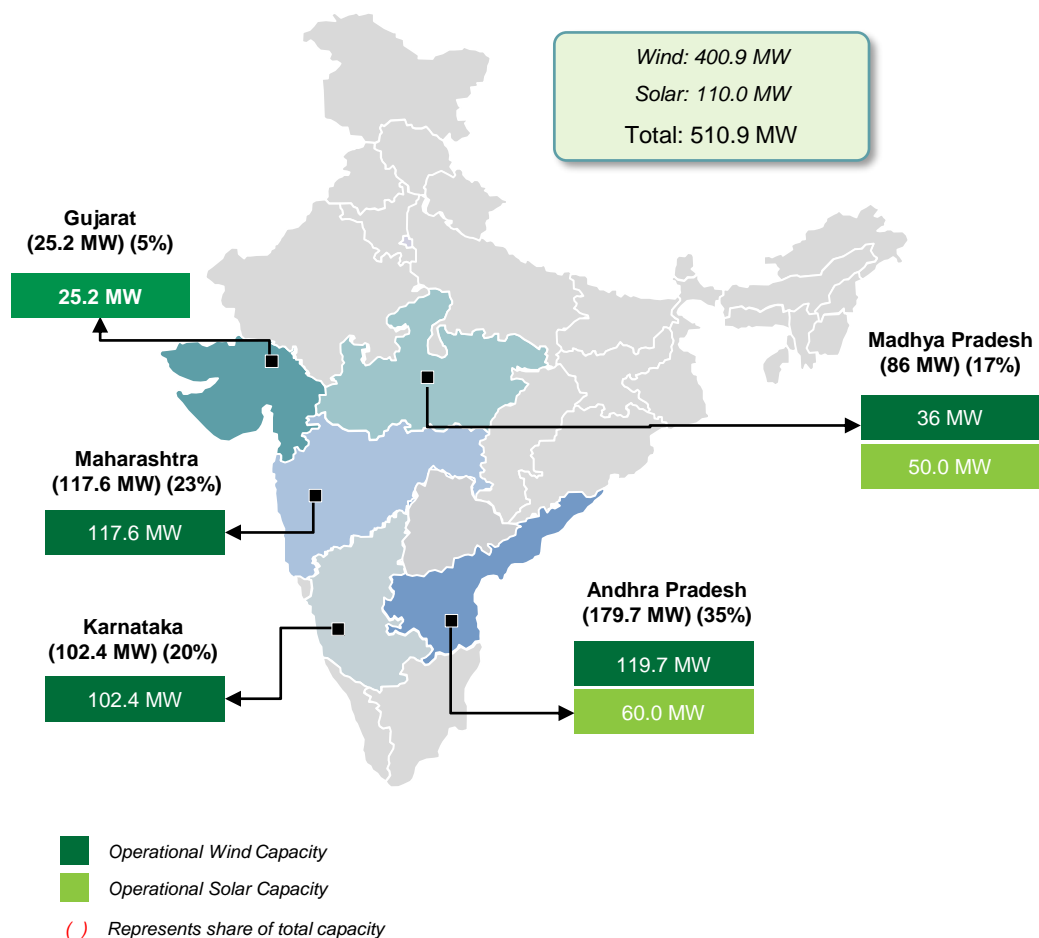 Wind: 400.9 MW
Solar: 110.0 MW
Total: 510.9 MW
Gujarat
(25.2 MW) (5%)
25.2 MW
Madhya Pradesh
(86 MW) (17%)
36 MW
50.0 MW
Maharashtra
(117.6 MW) (23%)
117.6 MW
Andhra Pradesh
(179.7 MW) (35%)
119.7 MW
60.0 MW
Karnataka
(102.4 MW) (20%)
102.4 MW
Operational Wind Capacity
Operational Solar Capacity
( ) Represents share of total capacity